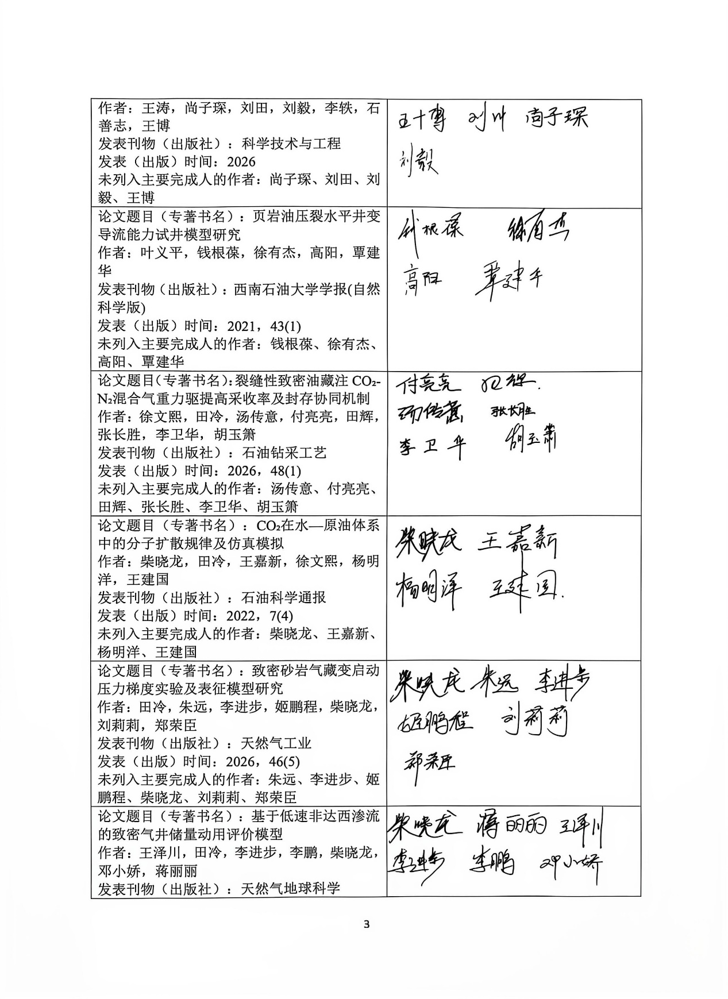 作者：王涛，尚子琛，刘田，刘毅，李轶，石
善志，王博
发表刊物（出版社）：科学技术与工程
发表（出版）时间：2026
未列入主要完成人的作者：尚子琛、刘田、刘
毅、王博
尚子琛
刘毅
论文题目（专著书名）：页岩油压裂水平井变
导流能力试井模型研究
作者：叶义平，钱根葆，徐有杰，高阳，覃建
华
发表刊物（出版社）：西南石油大学学报(自然
科学版)
发表（出版）时间：2021，43(1)
未列入主要完成人的作者：钱根葆、徐有杰、
高阳、覃建华
钱根葆 徐有杰
高阳 覃建华
论文题目（专著书名）：裂缝性致密油藏注 CO₂-
N₂混合气重力驱提高采收率及封存协同机制
作者：徐文熙，田冷，汤传意，付亮亮，田辉，
张长胜，李卫华，胡玉箫
发表刊物（出版社）：石油钻采工艺
发表（出版）时间：2026，48(1)
未列入主要完成人的作者：汤传意、付亮亮、
田辉、张长胜、李卫华、胡玉箫
付亮亮 田辉
汤传意 张长胜
李卫华 胡玉箫
论文题目（专著书名）：CO₂在水—原油体系
中的分子扩散规律及仿真模拟
作者：柴晓龙，田冷，王嘉新，徐文熙，杨明
洋，王建国
发表刊物（出版社）：石油科学通报
发表（出版）时间：2022，7(4)
未列入主要完成人的作者：柴晓龙、王嘉新、
杨明洋、王建国
柴晓龙 王嘉新
杨明洋 王建国
论文题目（专著书名）：致密砂岩气藏变启动
压力梯度实验及表征模型研究
作者：田冷，朱远，李进步，姬鹏程，柴晓龙，
刘莉莉，郑荣臣
发表刊物（出版社）：天然气工业
发表（出版）时间：2026，46(5)
未列入主要完成人的作者：朱远、李进步、姬
鹏程、柴晓龙、刘莉莉、郑荣臣
柴晓龙 朱远 李进步
姬鹏程 刘莉莉
郑荣臣
论文题目（专著书名）：基于低速非达西渗流
的致密气井储量动用评价模型
作者：王泽川，田冷，李进步，李鹏，柴晓龙，
邓小娇，蒋丽丽
发表刊物（出版社）：天然气地球科学
柴晓龙 蒋丽丽 王泽川
李进步 李鹏 邓小娇
3